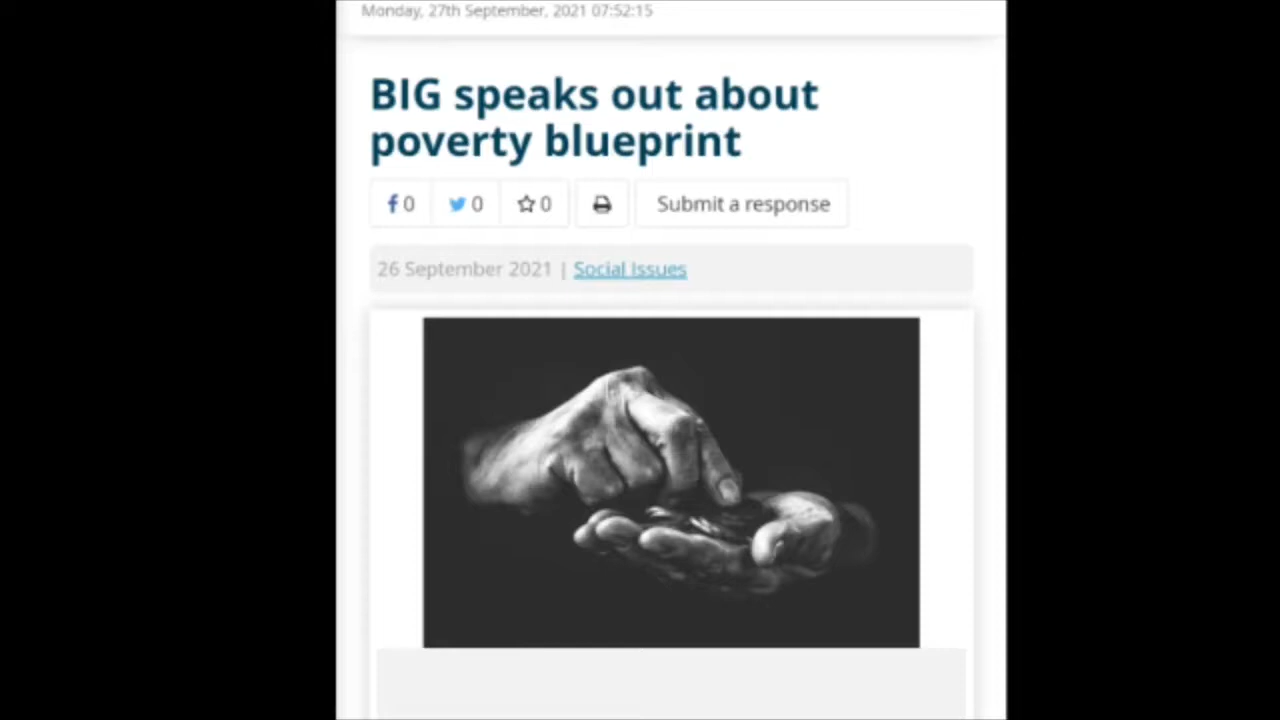 Monday, 27th September, 2021 07:52:15
BIG speaks out about
poverty blueprint
0 0 0 Submit a response
26 September 2021 | Social Issues